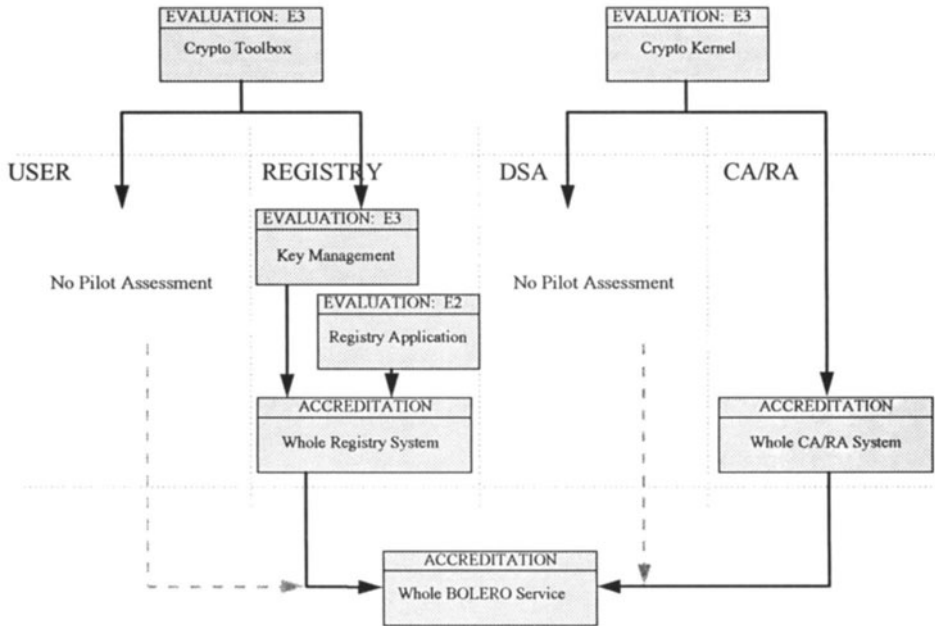 EVALUATION: E3
Crypto Toolbox
EVALUATION: E3
Crypto Kernel
USER
REGISTRY
DSA
CA/RA
EVALUATION: E3
Key Management
No Pilot Assessment
No Pilot Assessment
EVALUATION: E2
Registry Application
ACCREDITATION
Whole Registry System
ACCREDITATION
Whole CA/RA System
ACCREDITATION
Whole BOLERO Service